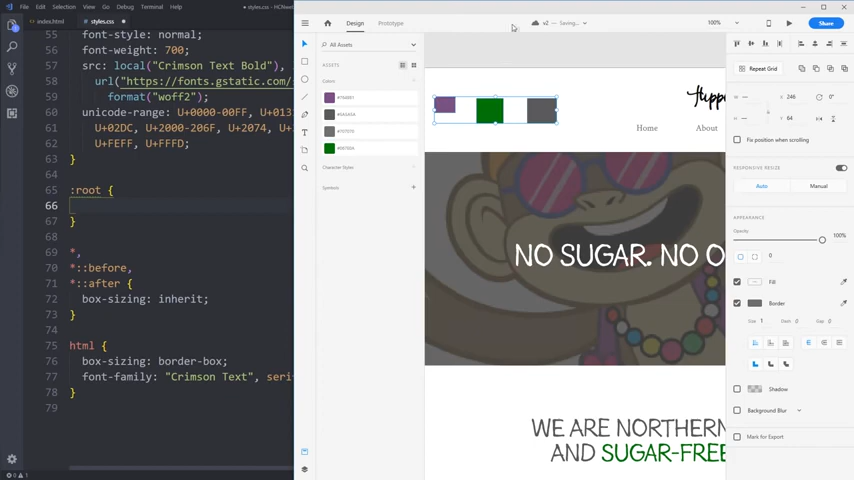 File Edit Selection View Go Debug Terminal Help
index.html
styles.css
55 font-style: normal;
56 font-weight: 700;
57 src: local("Crimson Text Bold"),
58 url("https://fonts.gstatic.com/
59 format("woff2");
60 unicode-range: U+0000-00FF, U+013
61 U+02DC, U+2000-206F, U+2074,
62 U+FEFF, U+FFFD;
63 }
64
65 :root {
66
67 }
68
69 *,
70 *::before,
71 *::after {
72 box-sizing: inherit;
73 }
74
75 html {
76 box-sizing: border-box;
77 font-family: "Crimson Text", seri
78 }
79
Design
Prototype
v2 - Saving...
100%
Share
All Assets
ASSETS
Colors
#707070
Character Styles
Symbols
Home
About
NO SUGAR. NO O
WE ARE NORTHERN
AND SUGAR-FREE
Repeat Grid
W
X 246
0°
H
Y 64
Fix position when scrolling
RESPONSIVE RESIZE
Auto
Manual
APPEARANCE
Opacity
100%
0
Fill
Border
Size 1
Dash 0
Gap 0
Shadow
Background Blur
Mark for Export